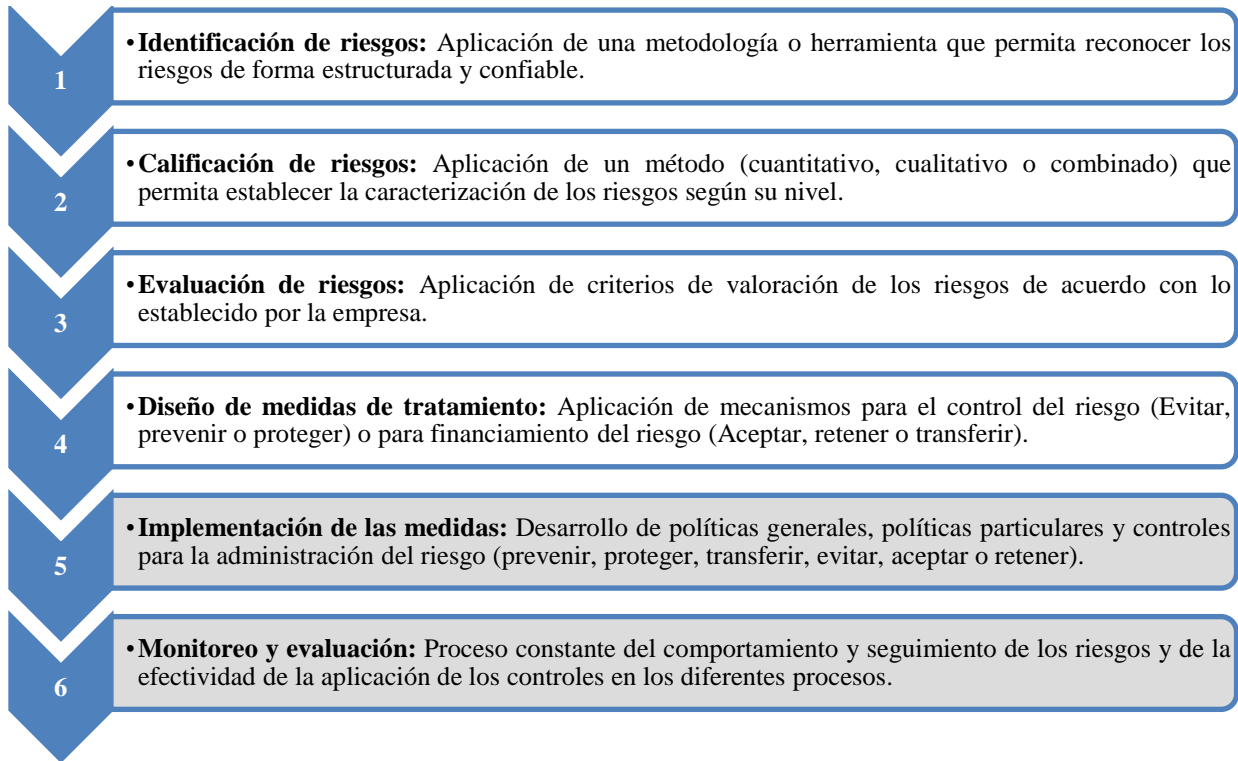 1
•Identificación de riesgos: Aplicación de una metodología o herramienta que permita reconocer los
riesgos de forma estructurada y confiable.
2
•Calificación de riesgos: Aplicación de un método (cuantitativo, cualitativo o combinado) que
permita establecer la caracterización de los riesgos según su nivel.
3
•Evaluación de riesgos: Aplicación de criterios de valoración de los riesgos de acuerdo con lo
establecido por la empresa.
4
•Diseño de medidas de tratamiento: Aplicación de mecanismos para el control del riesgo (Evitar,
prevenir o proteger) o para financiamiento del riesgo (Aceptar, retener o transferir).
5
•Implementación de las medidas: Desarrollo de políticas generales, políticas particulares y controles
para la administración del riesgo (prevenir, proteger, transferir, evitar, aceptar o retener).
6
•Monitoreo y evaluación: Proceso constante del comportamiento y seguimiento de los riesgos y de la
efectividad de la aplicación de los controles en los diferentes procesos.